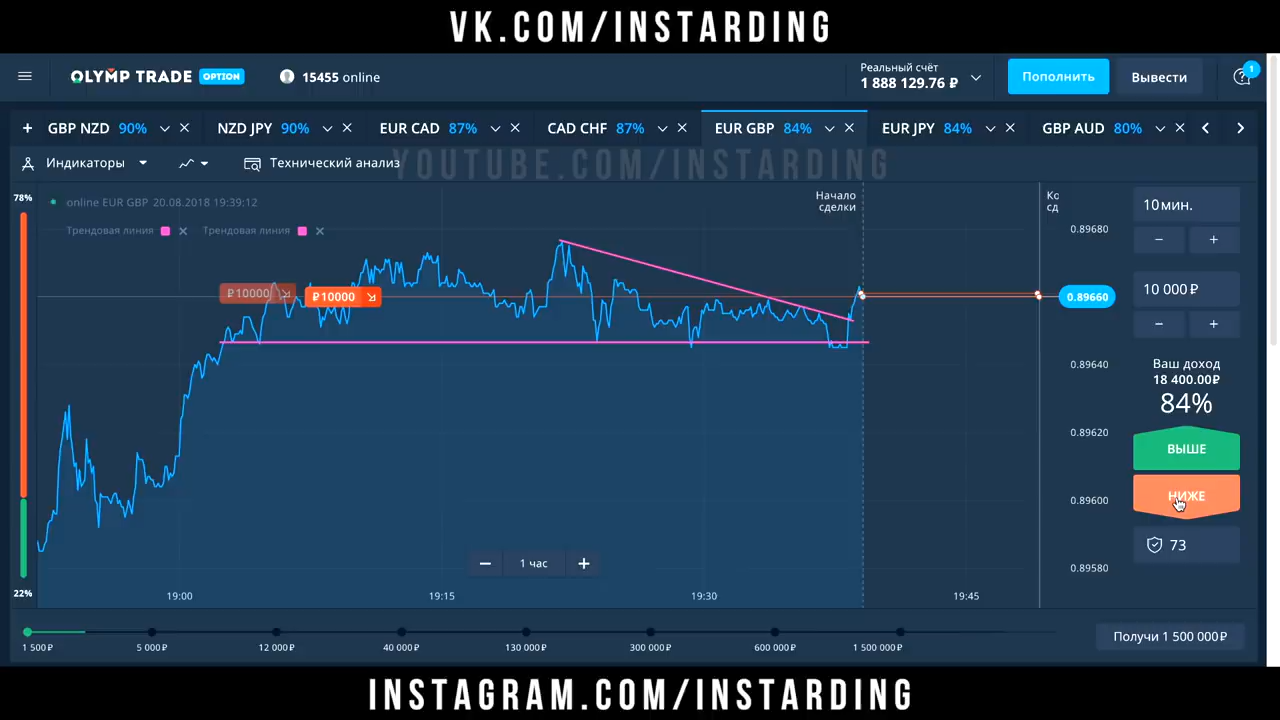 VK.COM/INSTARDING
OLYMP TRADE OPTION
15455 online
Реальный счёт
1 888 129.76 ₽
Пополнить
Вывести
1
+ GBP NZD 90% NZD JPY 90% EUR CAD 87% CAD CHF 87% EUR GBP 84% EUR JPY 84% GBP AUD 80%
Индикаторы
Технический анализ
YOUTUBE.COM/INSTARDING
78%
online EUR GBP 20.08.2018 19:39:12
Начало
сделки
Ко
сд
Трендовая линия
Трендовая линия
₽10000
₽10000
0.89680
0.89660
0.89640
0.89620
0.89600
0.89580
10 мин.
− +
10 000 ₽
− +
Ваш доход
18 400.00₽
84%
ВЫШЕ
НИЖЕ
73
− 1 час +
22%
19:00 19:15 19:30 19:45
1 500₽ 5 000₽ 12 000₽ 40 000₽ 130 000₽ 300 000₽ 600 000₽ 1 500 000₽
Получи 1 500 000₽
INSTAGRAM.COM/INSTARDING